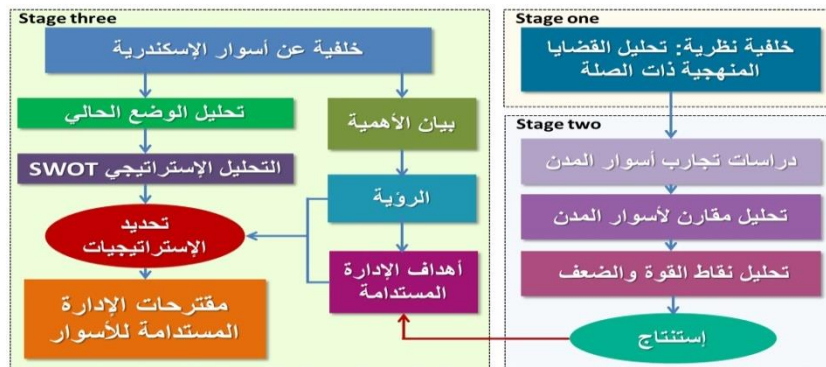 Stage one
خلفية نظرية: تحليل القضايا
المنهجية ذات الصلة
Stage two
دراسات تجارب أسوار المدن
تحليل مقارن لأسوار المدن
تحليل نقاط القوة والضعف
إستنتاج
Stage three
خلفية عن أسوار الإسكندرية
تحليل الوضع الحالي
بيان الأهمية
التحليل الإستراتيجي SWOT
الرؤية
تحديد
الإستراتيجيات
أهداف الإدارة
المستدامة
مقترحات الإدارة
المستدامة للأسوار